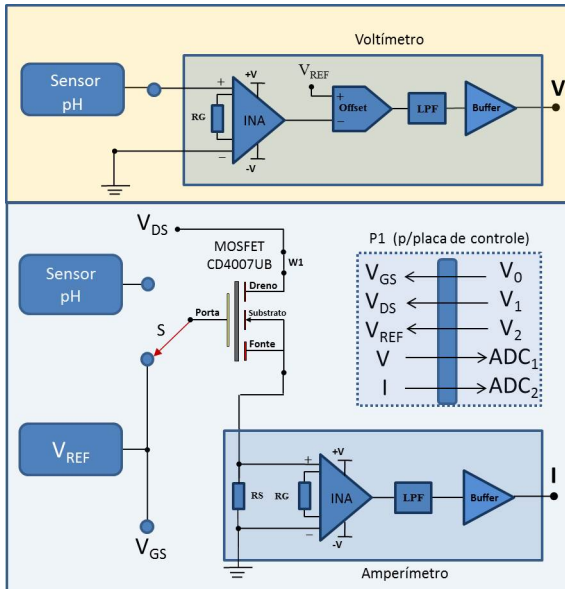 Voltímetro
Sensor
pH
+
RG
–
+V
INA
-V
VREF
+
–
Offset
LPF
Buffer
V
VDS
MOSFET
CD4007UB
W1
Dreno
Substrato
Fonte
Porta
Sensor
pH
S
VREF
VGS
P1 (p/placa de controle)
VGS V0
VDS V1
VREF V2
V ADC1
I ADC2
+
RS
RG
–
+V
INA
-V
LPF
Buffer
I
Amperímetro